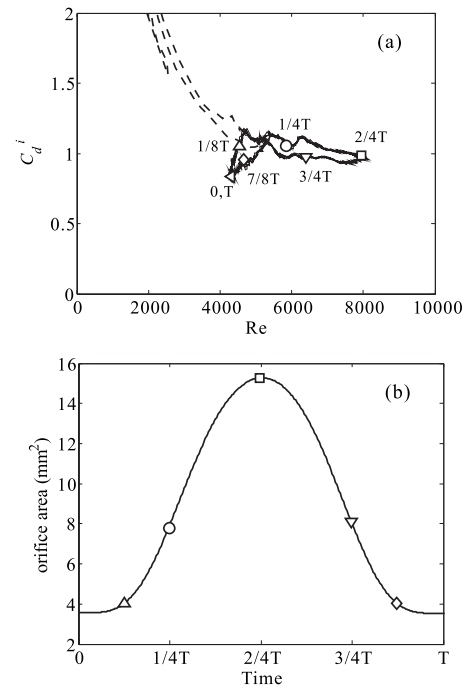 2
(a)
1.5
1/4T
2/4T
1/8T
C_d^i
1
3/4T
7/8T
0,T
0.5
0
0 2000 4000 6000 8000 10000
Re
16
(b)
14
12
10
8
6
4
2
orifice area (mm²)
0 1/4T 2/4T 3/4T T
Time